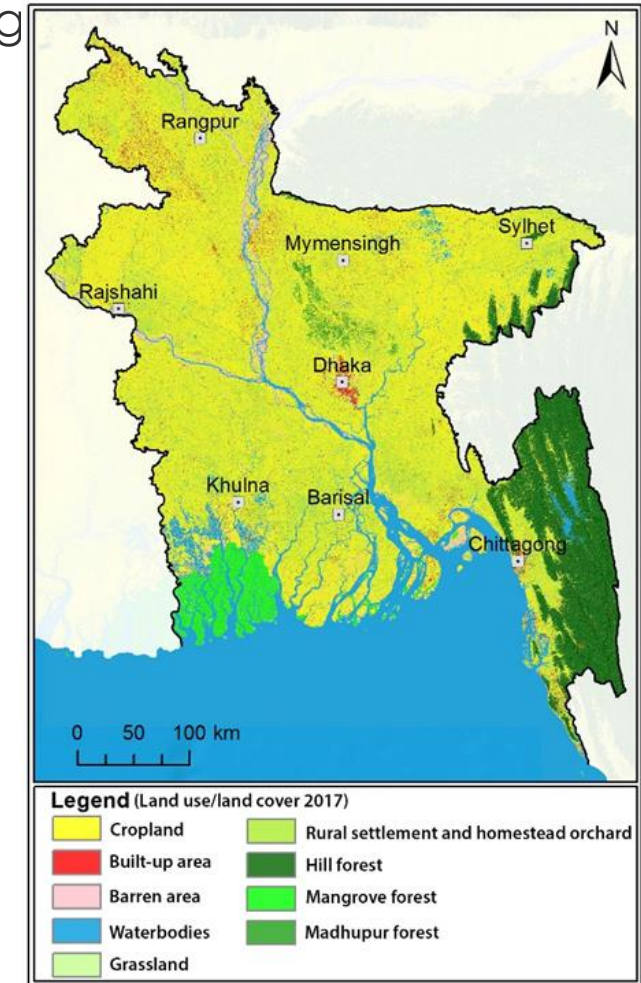 g
N
Rangpur
Sylhet
Mymensingh
Rajshahi
Dhaka
Khulna
Barisal
Chittagong
0 50 100 km
Legend (Land use/land cover 2017)
Cropland
Rural settlement and homestead orchard
Built-up area
Hill forest
Barren area
Mangrove forest
Waterbodies
Madhupur forest
Grassland